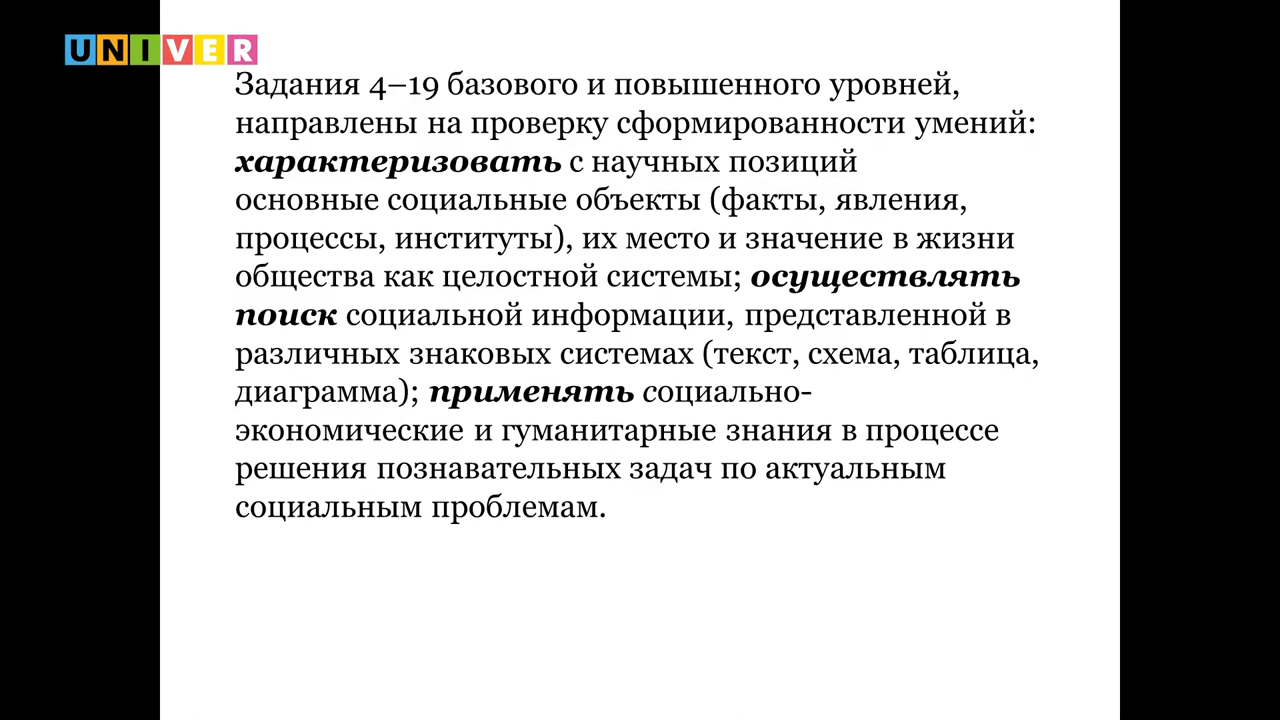 UNIVER
Задания 4–19 базового и повышенного уровней,
направлены на проверку сформированности умений:
характеризовать с научных позиций
основные социальные объекты (факты, явления,
процессы, институты), их место и значение в жизни
общества как целостной системы; осуществлять
поиск социальной информации, представленной в
различных знаковых системах (текст, схема, таблица,
диаграмма); применять социально-
экономические и гуманитарные знания в процессе
решения познавательных задач по актуальным
социальным проблемам.